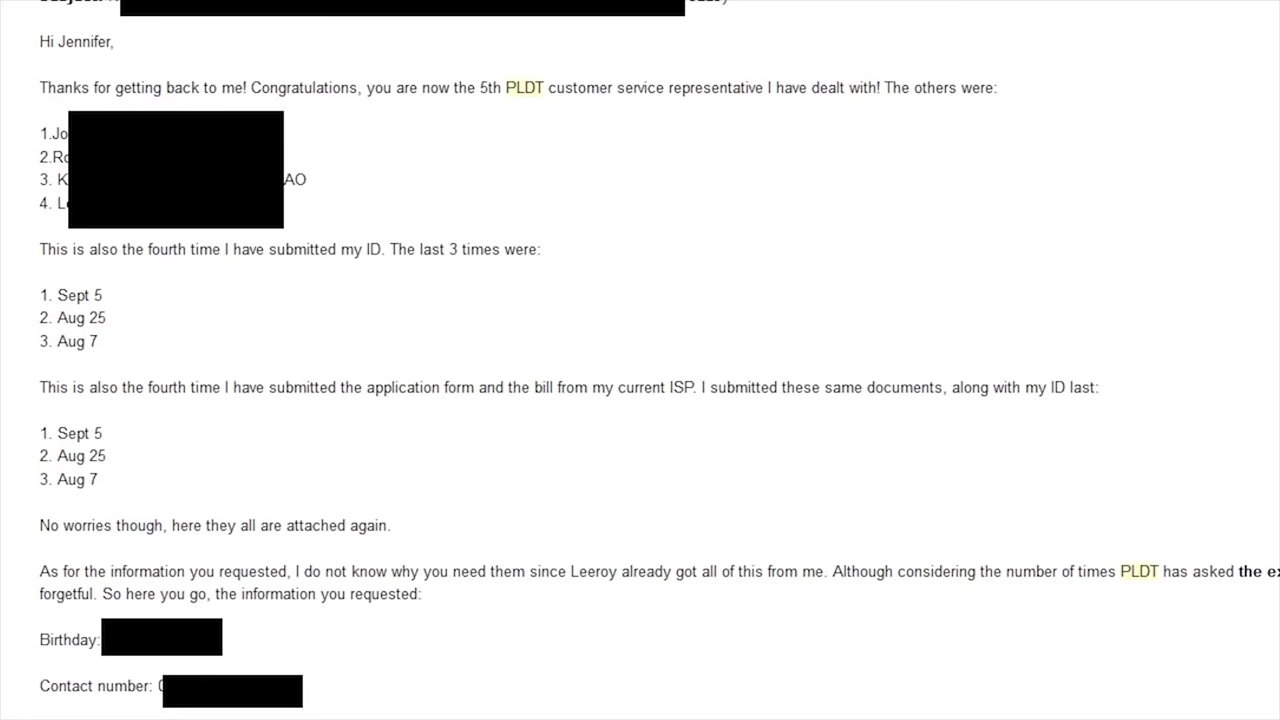 Hi Jennifer,
Thanks for getting back to me! Congratulations, you are now the 5th PLDT customer service representative I have dealt with! The others were:
1.Jo
2.Ro
3. K AO
4. L
This is also the fourth time I have submitted my ID. The last 3 times were:
1. Sept 5
2. Aug 25
3. Aug 7
This is also the fourth time I have submitted the application form and the bill from my current ISP. I submitted these same documents, along with my ID last:
1. Sept 5
2. Aug 25
3. Aug 7
No worries though, here they all are attached again.
As for the information you requested, I do not know why you need them since Leeroy already got all of this from me. Although considering the number of times PLDT has asked the
forgetful. So here you go, the information you requested:
Birthday:
Contact number: